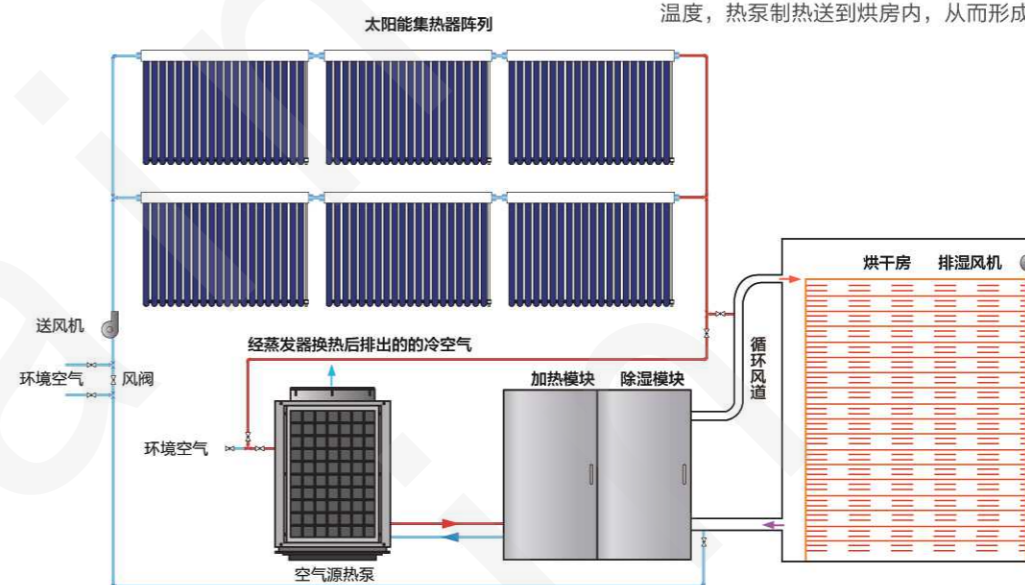 温度，热泵制热送到烘房内，从而形成
太阳能集热器阵列
烘干房
排湿风机
送风机
环境空气
风阀
经蒸发器换热后排出的的冷空气
加热模块
除湿模块
循环风道
环境空气
空气源热泵